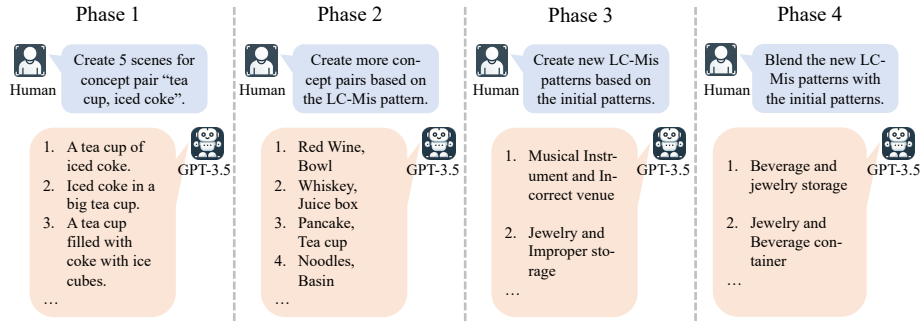 Phase 1
Human
Create 5 scenes for
concept pair “tea
cup, iced coke”.
GPT-3.5
1. A tea cup of
iced coke.
2. Iced coke in a
big tea cup.
3. A tea cup
filled with
coke with ice
cubes.
…
Phase 2
Human
Create more con-
cept pairs based on
the LC-Mis pattern.
GPT-3.5
1. Red Wine,
Bowl
2. Whiskey,
Juice box
3. Pancake,
Tea cup
4. Noodles,
Basin
…
Phase 3
Human
Create new LC-Mis
patterns based on
the initial patterns.
GPT-3.5
1. Musical Instr-
ument and In-
correct venue
2. Jewelry and
Improper sto-
rage
…
Phase 4
Human
Blend the new LC-
Mis patterns with
the initial patterns.
GPT-3.5
1. Beverage and
jewelry storage
2. Jewelry and
Beverage con-
tainer
…